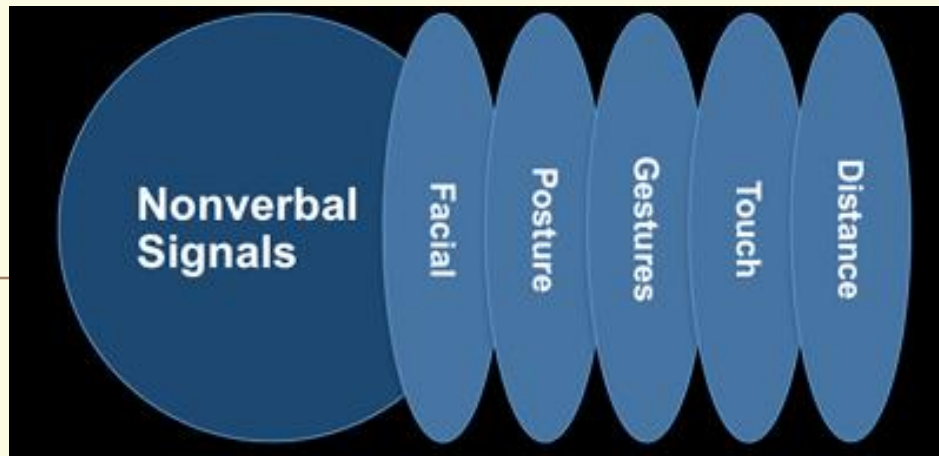 Nonverbal
Signals
Facial
Posture
Gestures
Touch
Distance